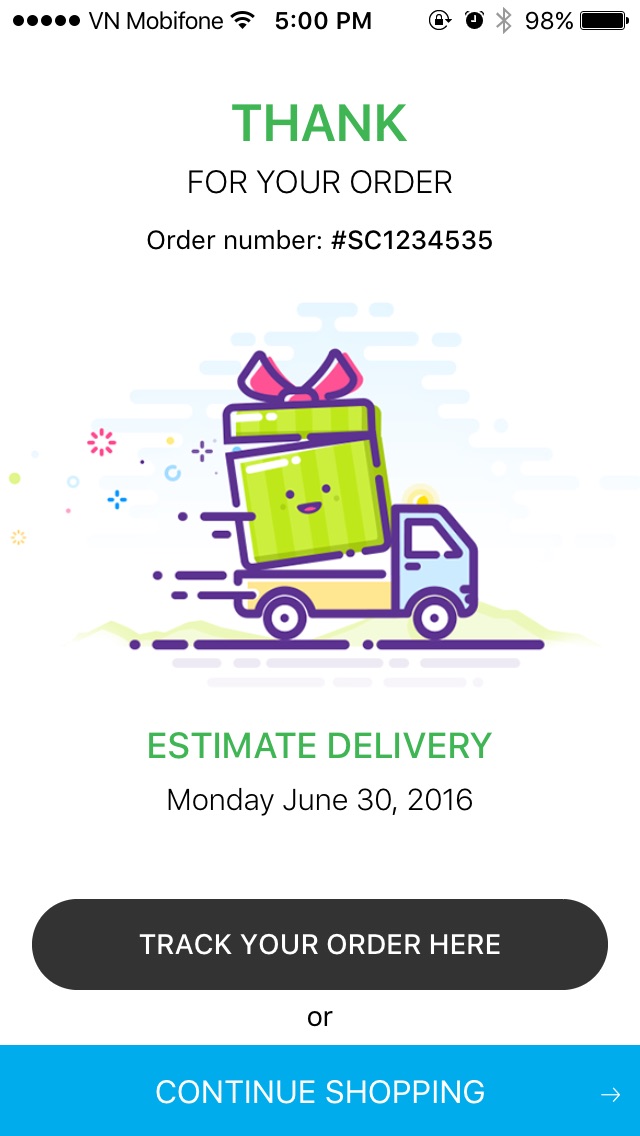 VN Mobifone 5:00 PM 98%
THANK
FOR YOUR ORDER
Order number: #SC1234535
ESTIMATE DELIVERY
Monday June 30, 2016
TRACK YOUR ORDER HERE
or
CONTINUE SHOPPING →